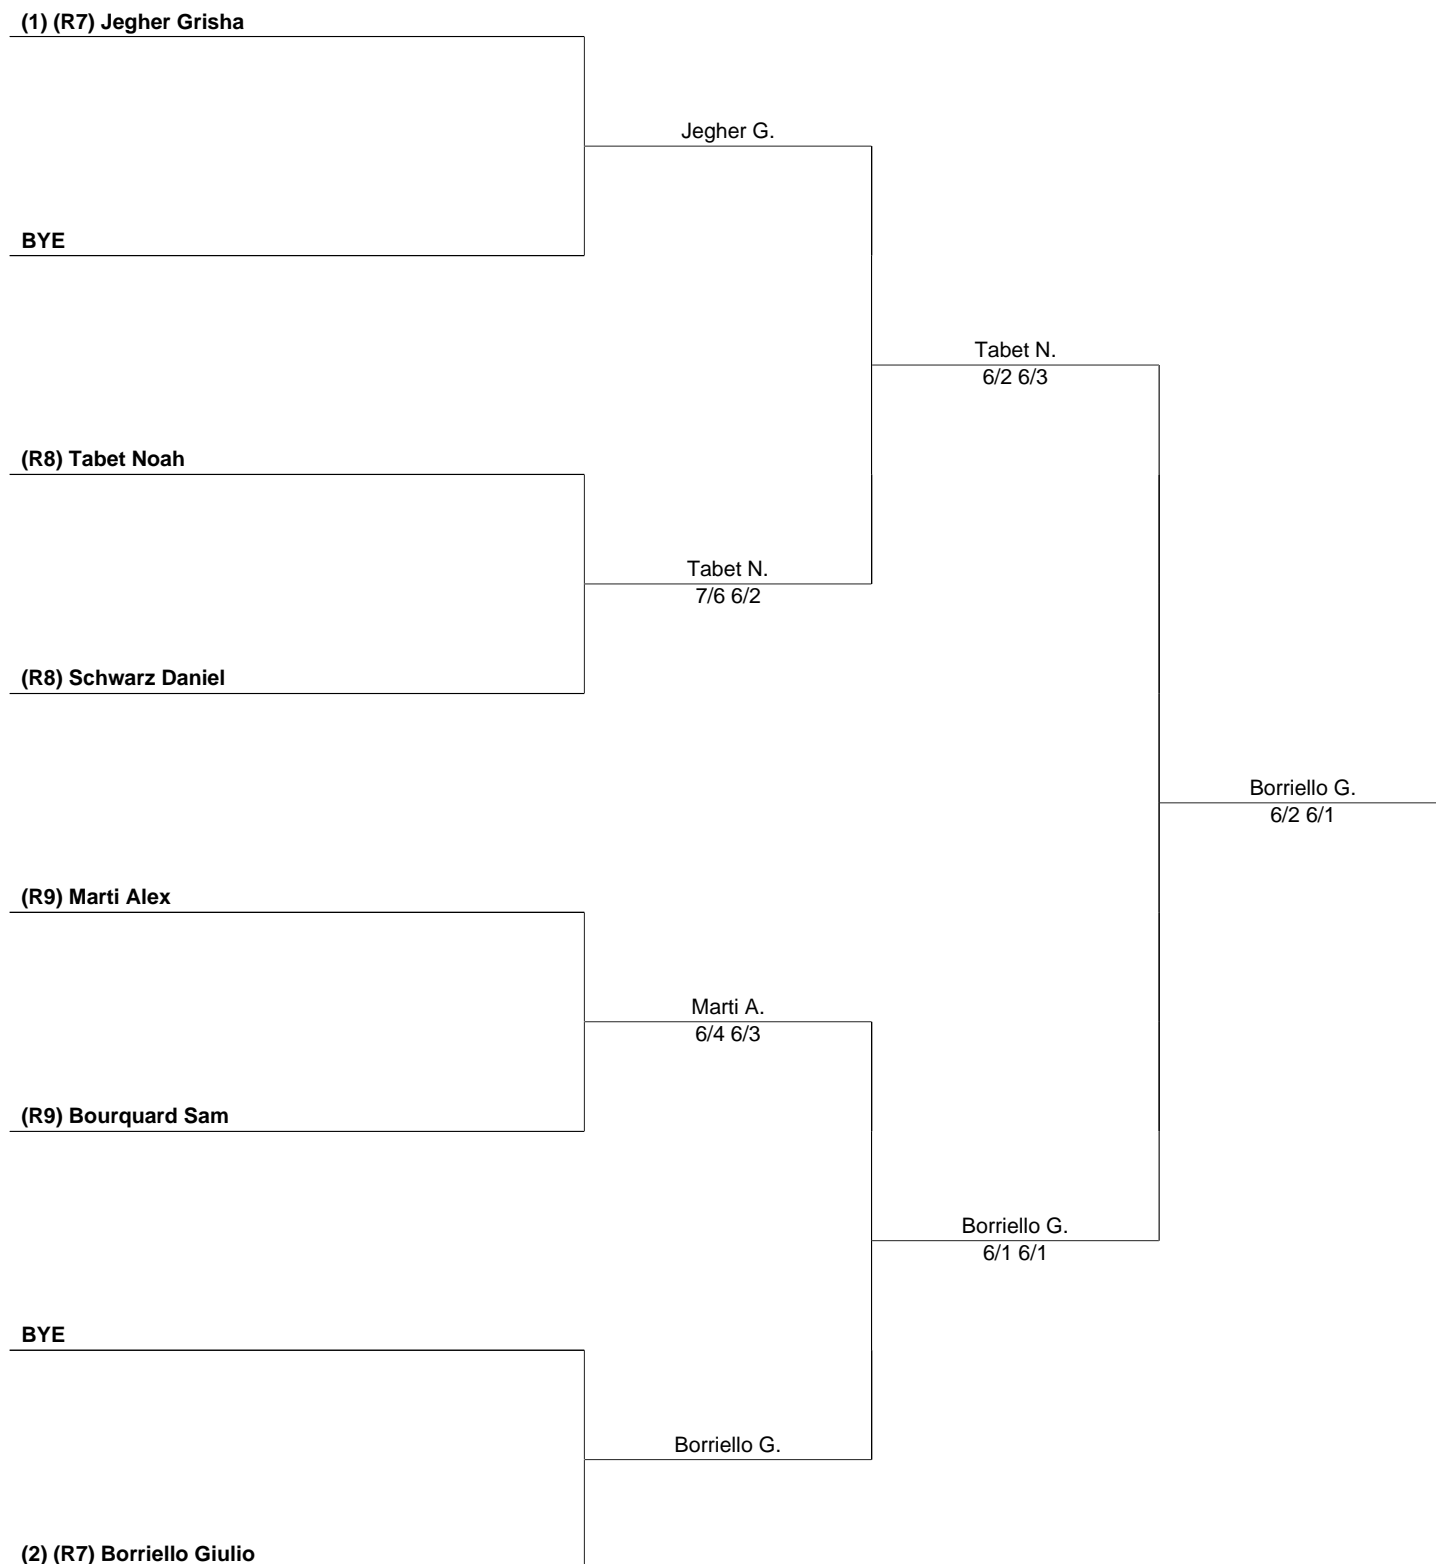 (1) (R7) Jegher Grisha
Jegher G.
BYE
Tabet N.
6/2 6/3
(R8) Tabet Noah
Tabet N.
7/6 6/2
(R8) Schwarz Daniel
Borriello G.
6/2 6/1
(R9) Marti Alex
Marti A.
6/4 6/3
(R9) Bourquard Sam
Borriello G.
6/1 6/1
BYE
Borriello G.
(2) (R7) Borriello Giulio